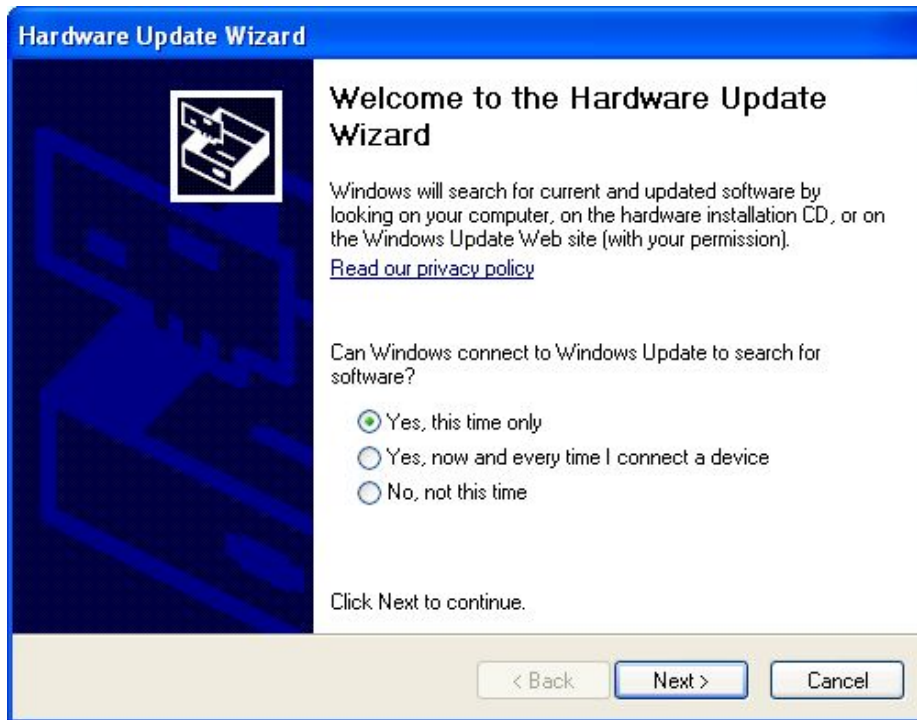 Hardware Update Wizard
Welcome to the Hardware Update
Wizard
Windows will search for current and updated software by
looking on your computer, on the hardware installation CD, or on
the Windows Update Web site (with your permission).
Read our privacy policy
Can Windows connect to Windows Update to search for
software?
Yes, this time only
Yes, now and every time I connect a device
No, not this time
Click Next to continue.
< Back
Next >
Cancel